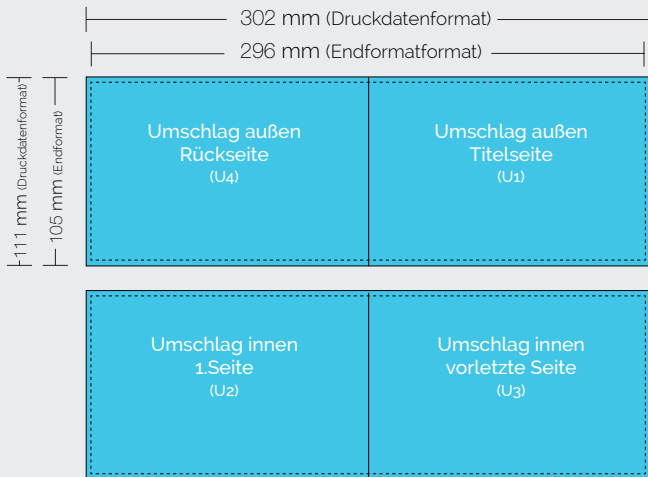 302 mm (Druckdatenformat)
296 mm (Endformatformat)
111 mm (Druckdatenformat)
105 mm (Endformat)
Umschlag außen
Rückseite
(U4)
Umschlag außen
Titelseite
(U1)
Umschlag innen
1.Seite
(U2)
Umschlag innen
vorletzte Seite
(U3)